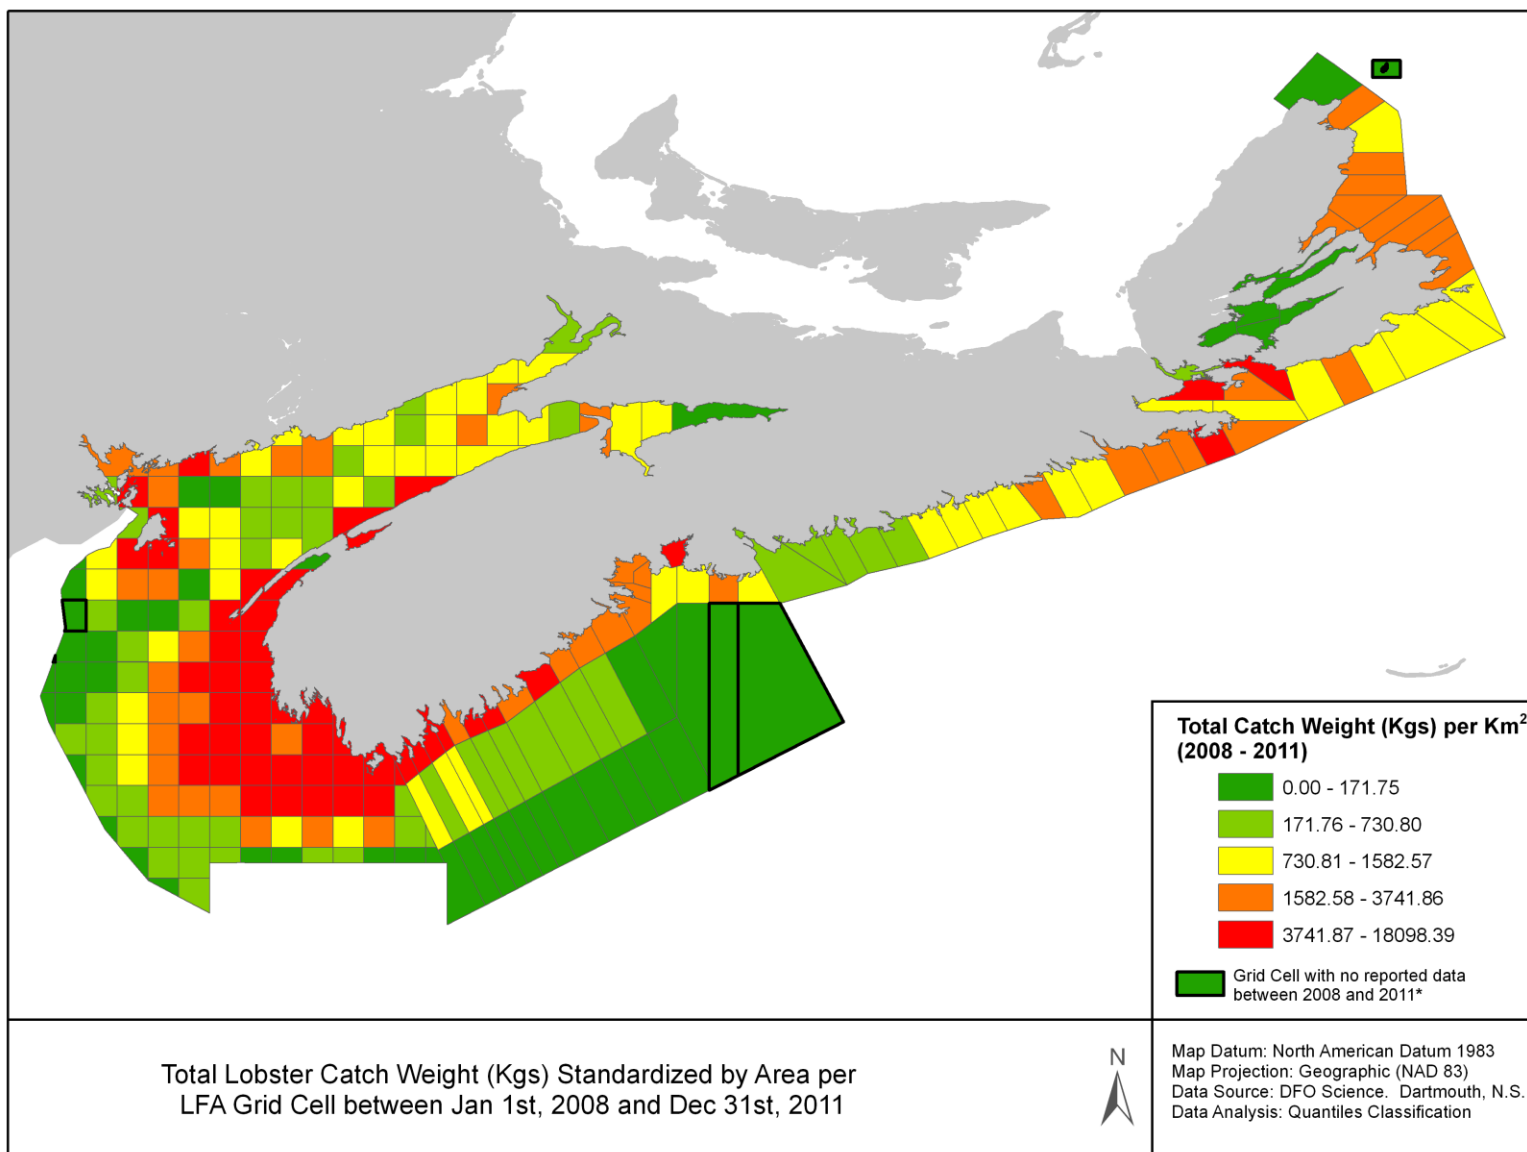 Total Catch Weight (Kgs) per Km²
(2008 - 2011)
0.00 - 171.75
171.76 - 730.80
730.81 - 1582.57
1582.58 - 3741.86
3741.87 - 18098.39
Grid Cell with no reported data
between 2008 and 2011*
Total Lobster Catch Weight (Kgs) Standardized by Area per
LFA Grid Cell between Jan 1st, 2008 and Dec 31st, 2011
N
Map Datum: North American Datum 1983
Map Projection: Geographic (NAD 83)
Data Source: DFO Science. Dartmouth, N.S.
Data Analysis: Quantiles Classification